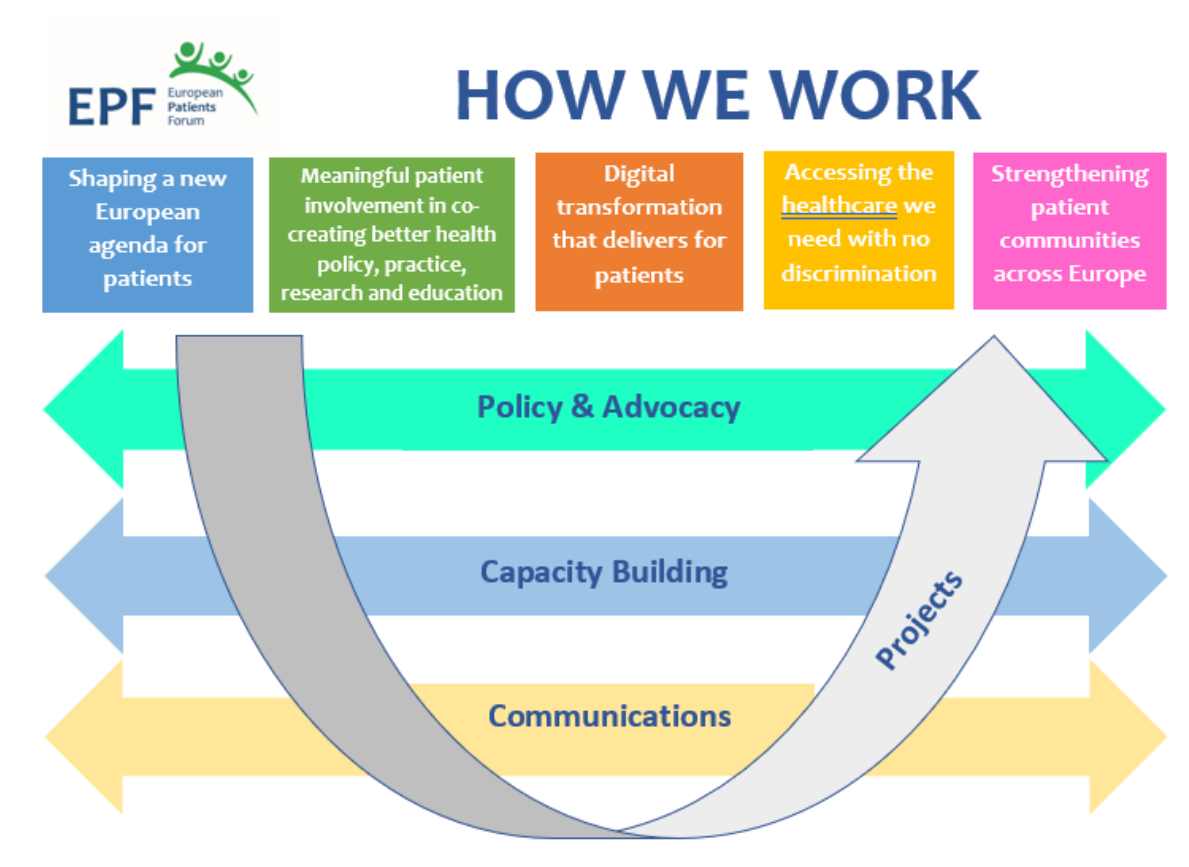 EPF
European
Patients
Forum
HOW WE WORK
Shaping a new
European
agenda for
patients
Meaningful patient
involvement in co-
creating better health
policy, practice,
research and education
Digital
transformation
that delivers for
patients
Accessing the
healthcare we
need with no
discrimination
Strengthening
patient
communities
across Europe
Policy & Advocacy
Capacity Building
Projects
Communications